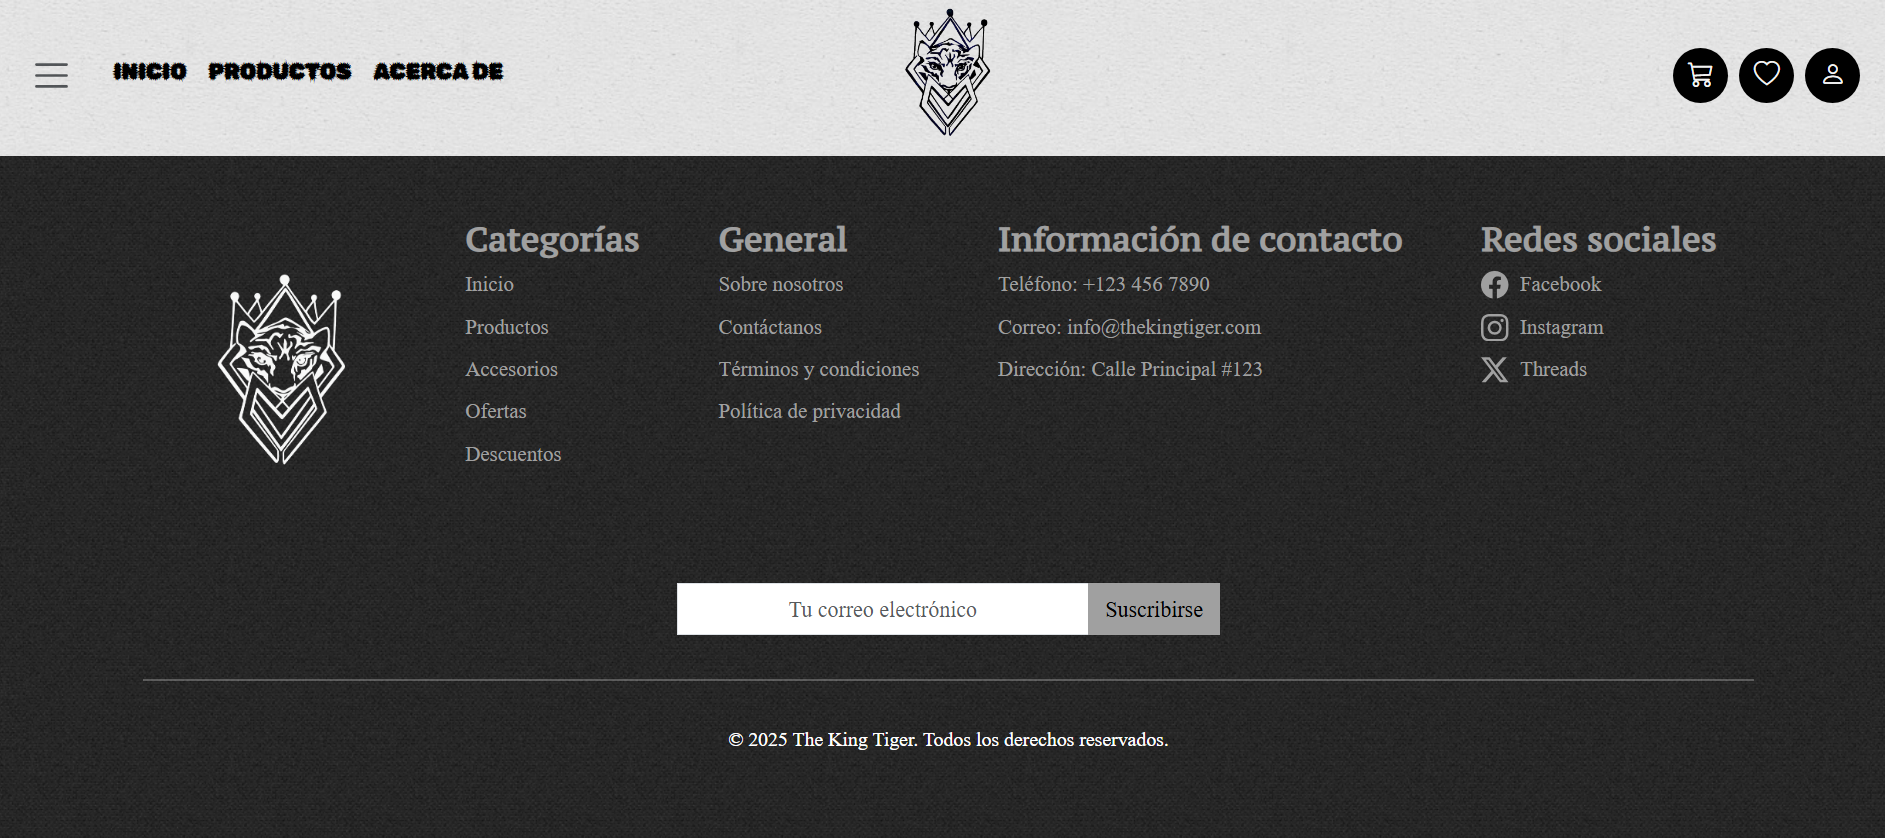 INICIO PRODUCTOS ACERCA DE
Categorías
Inicio
Productos
Accesorios
Ofertas
Descuentos
General
Sobre nosotros
Contáctanos
Términos y condiciones
Política de privacidad
Información de contacto
Teléfono: +123 456 7890
Correo: info@thekingtiger.com
Dirección: Calle Principal #123
Redes sociales
Facebook
Instagram
Threads
Tu correo electrónico
Suscribirse
© 2025 The King Tiger. Todos los derechos reservados.